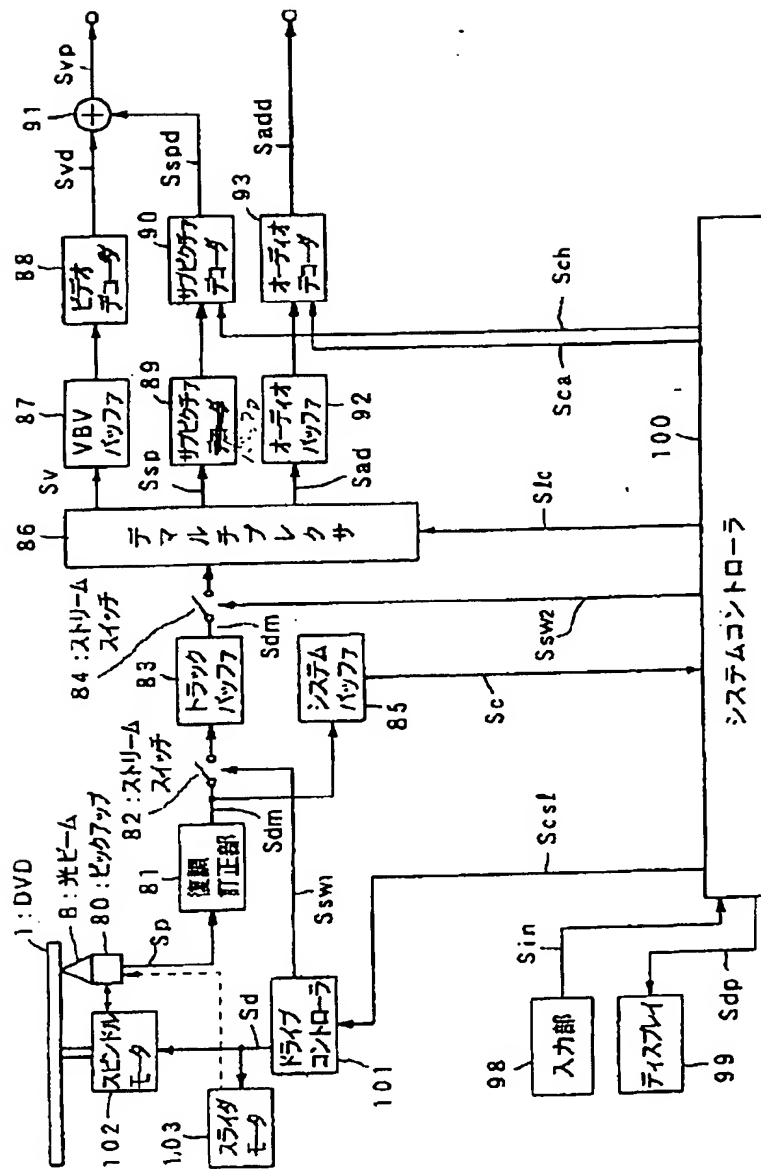 1:DVD
8:光ビーム
80:ピックアップ
102
スピンドル
モータ
103
スライダ
モータ
Sp
Sd
81
復調
訂正部
Sdm
82:ストリーム
スイッチ
Ssw1
ドライブ
コントローラ
101
83
トラック
バッファ
Sdm
84:ストリーム
スイッチ
システム
バッファ
85
Sc
Ssw2
86
デマルチプレクサ
Slc
Sv
87
VBV
バッファ
88
ビデオ
デコーダ
Svd
91
+
Svp
Ssp
89
サブピクチア
バッファ
90
サブピクチア
デコーダ
Sspd
Sad
オーディオ
バッファ
92
93
オーディオ
デコーダ
Sadd
Sca
Sch
98
入力部
Sin
ディスプレイ
99
Sdp
Scsl
100
システムコントローラ